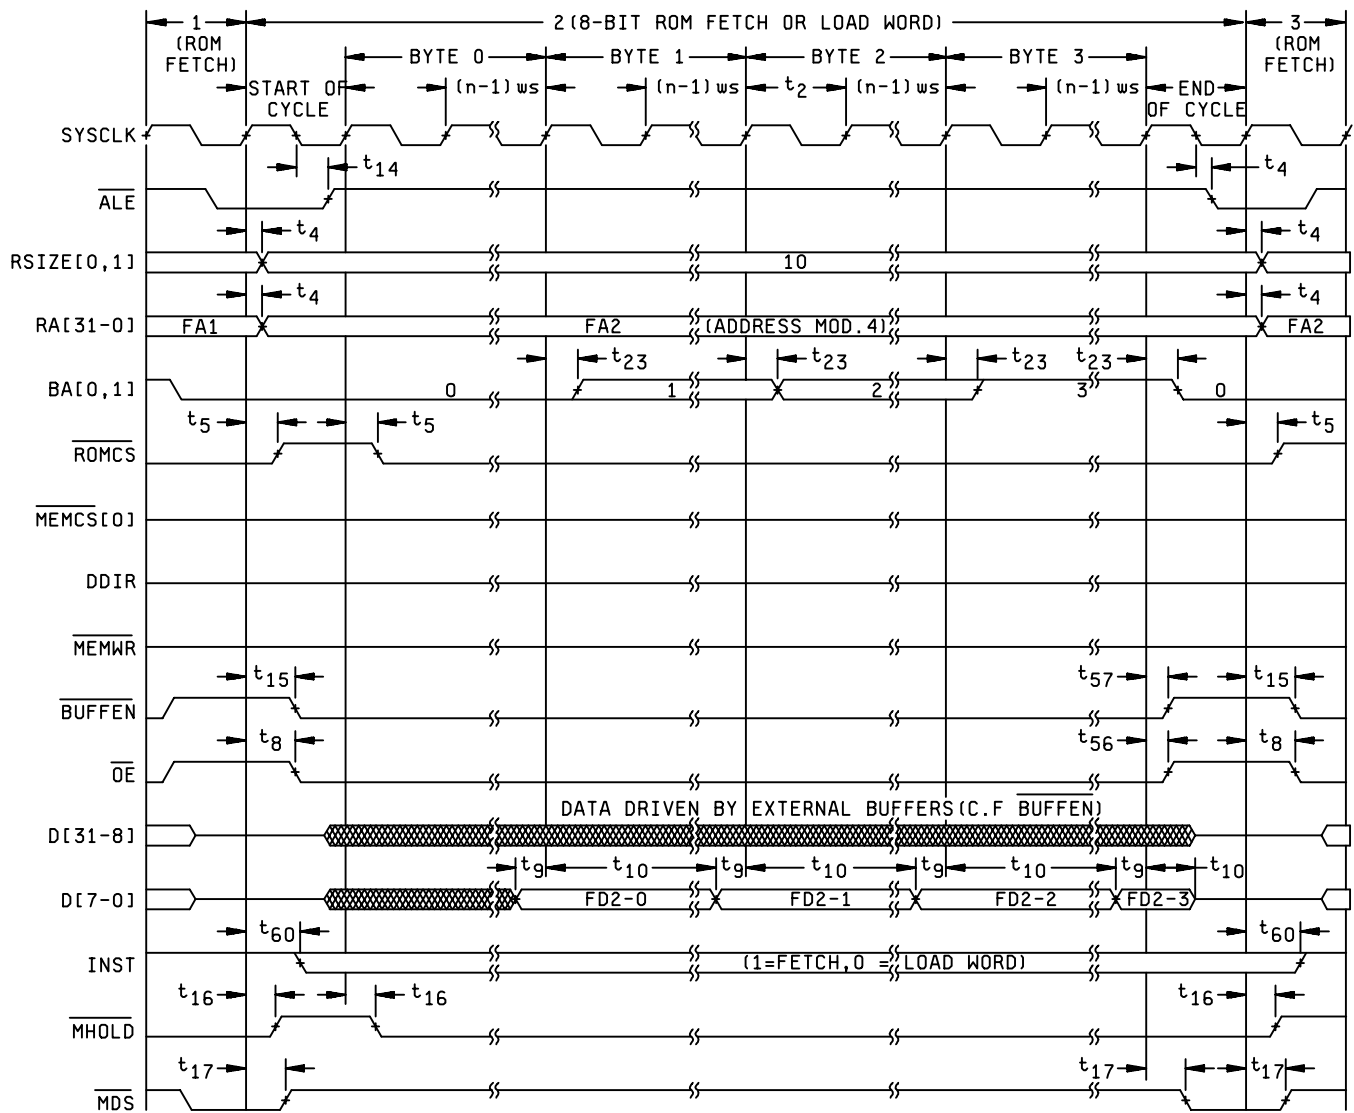 1
(ROM
FETCH)
2(8-BIT ROM FETCH OR LOAD WORD)
3
(ROM
FETCH)
BYTE 0
BYTE 1
BYTE 2
BYTE 3
START OF
CYCLE
(n-1)ws
(n-1)ws
t2
(n-1)ws
(n-1)ws
END
OF CYCLE
SYSCLK
t14
t4
ALE
t4
t4
RSIZE[0,1]
10
t4
t4
RA[31-0]
FA1
FA2
(ADDRESS MOD.4)
FA2
t23
t23
t23
t23
BA[0,1]
0
1
2
3
0
t5
t5
t5
ROMCS
MEMCS[0]
DDIR
MEMWR
t15
t57
t15
BUFFEN
t8
t56
t8
OE
DATA DRIVEN BY EXTERNAL BUFFERS(C.F BUFFEN)
D[31-8]
t9
t10
t9
t10
t9
t10
t9
t10
D[7-0]
FD2-0
FD2-1
FD2-2
FD2-3
t60
t60
INST
(1=FETCH,0 = LOAD WORD)
t16
t16
t16
MHOLD
t17
t17
t17
MDS